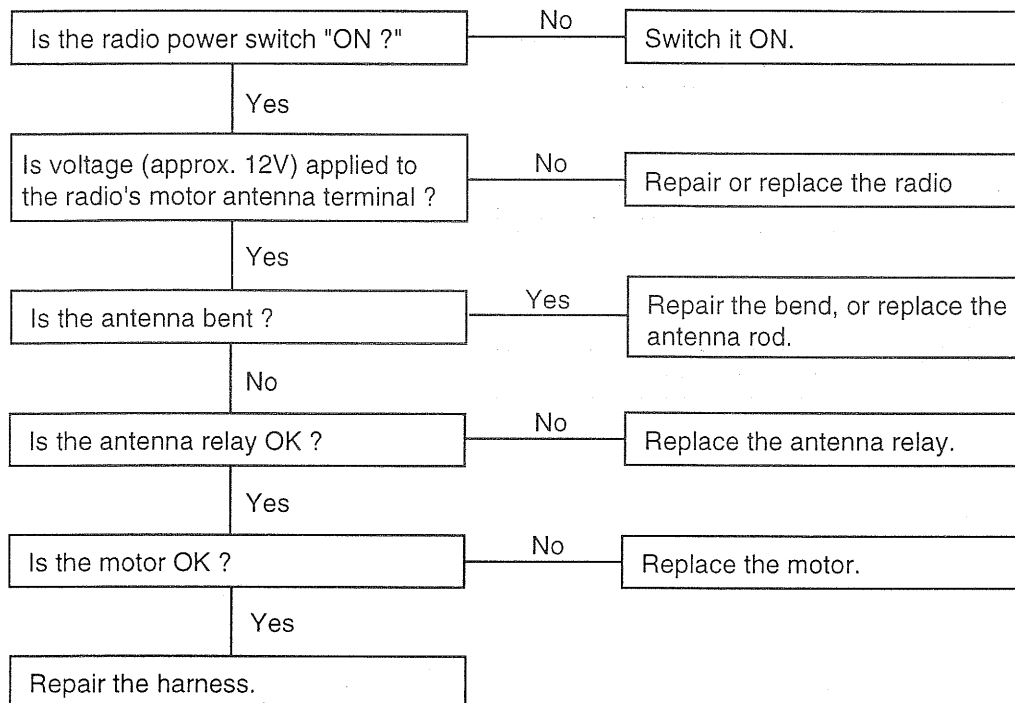 Is the radio power switch "ON ?"
No
Switch it ON.
Yes
Is voltage (approx. 12V) applied to
the radio's motor antenna terminal ?
No
Repair or replace the radio
Yes
Is the antenna bent ?
Yes
Repair the bend, or replace the
antenna rod.
No
Is the antenna relay OK ?
No
Replace the antenna relay.
Yes
Is the motor OK ?
No
Replace the motor.
Yes
Repair the harness.